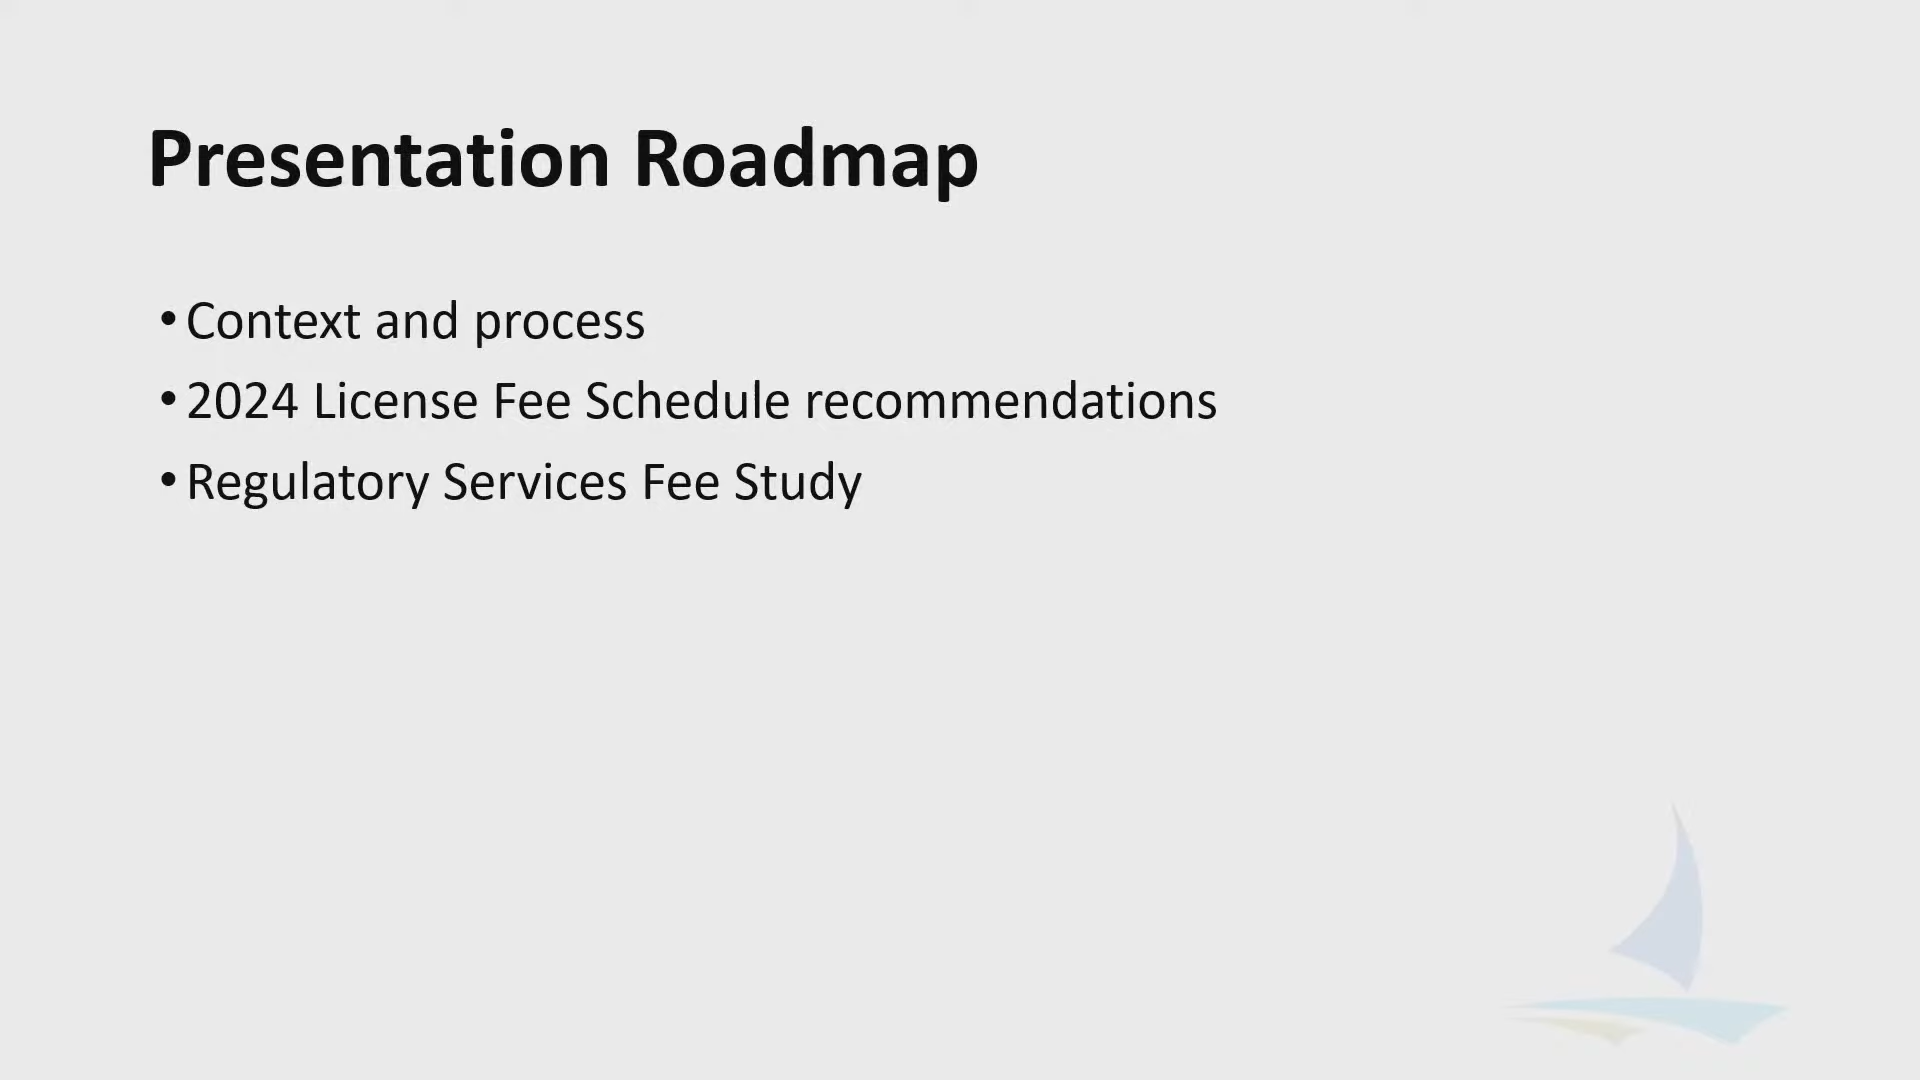 Presentation Roadmap
• Context and process
• 2024 License Fee Schedule recommendations
• Regulatory Services Fee Study